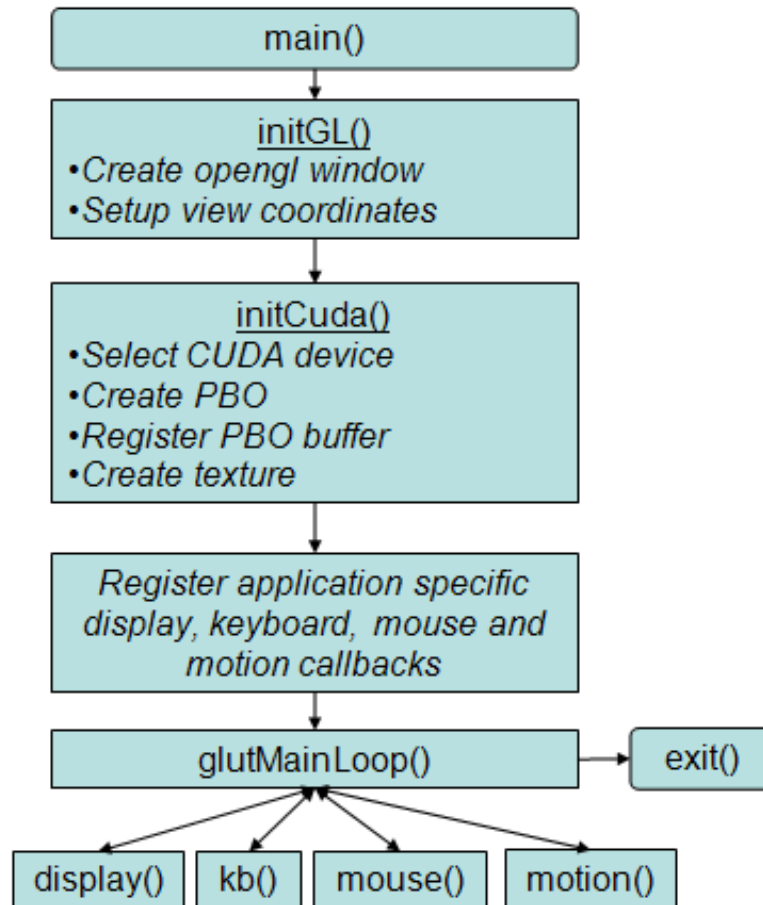 main()
initGL()
•Create opengl window
•Setup view coordinates
initCuda()
•Select CUDA device
•Create PBO
•Register PBO buffer
•Create texture
Register application specific
display, keyboard, mouse and
motion callbacks
glutMainLoop()
exit()
display()
kb()
mouse()
motion()